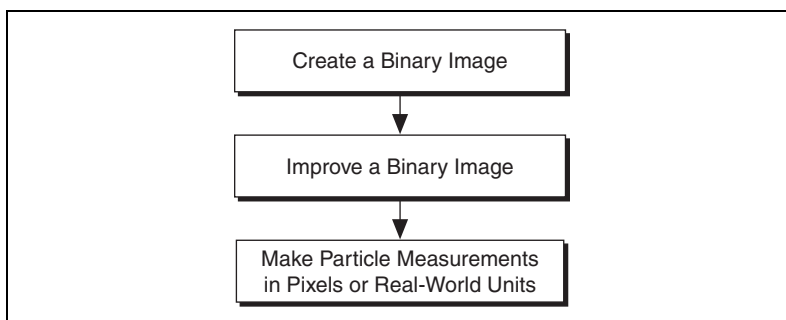 Create a Binary Image
Improve a Binary Image
Make Particle Measurements
in Pixels or Real-World Units